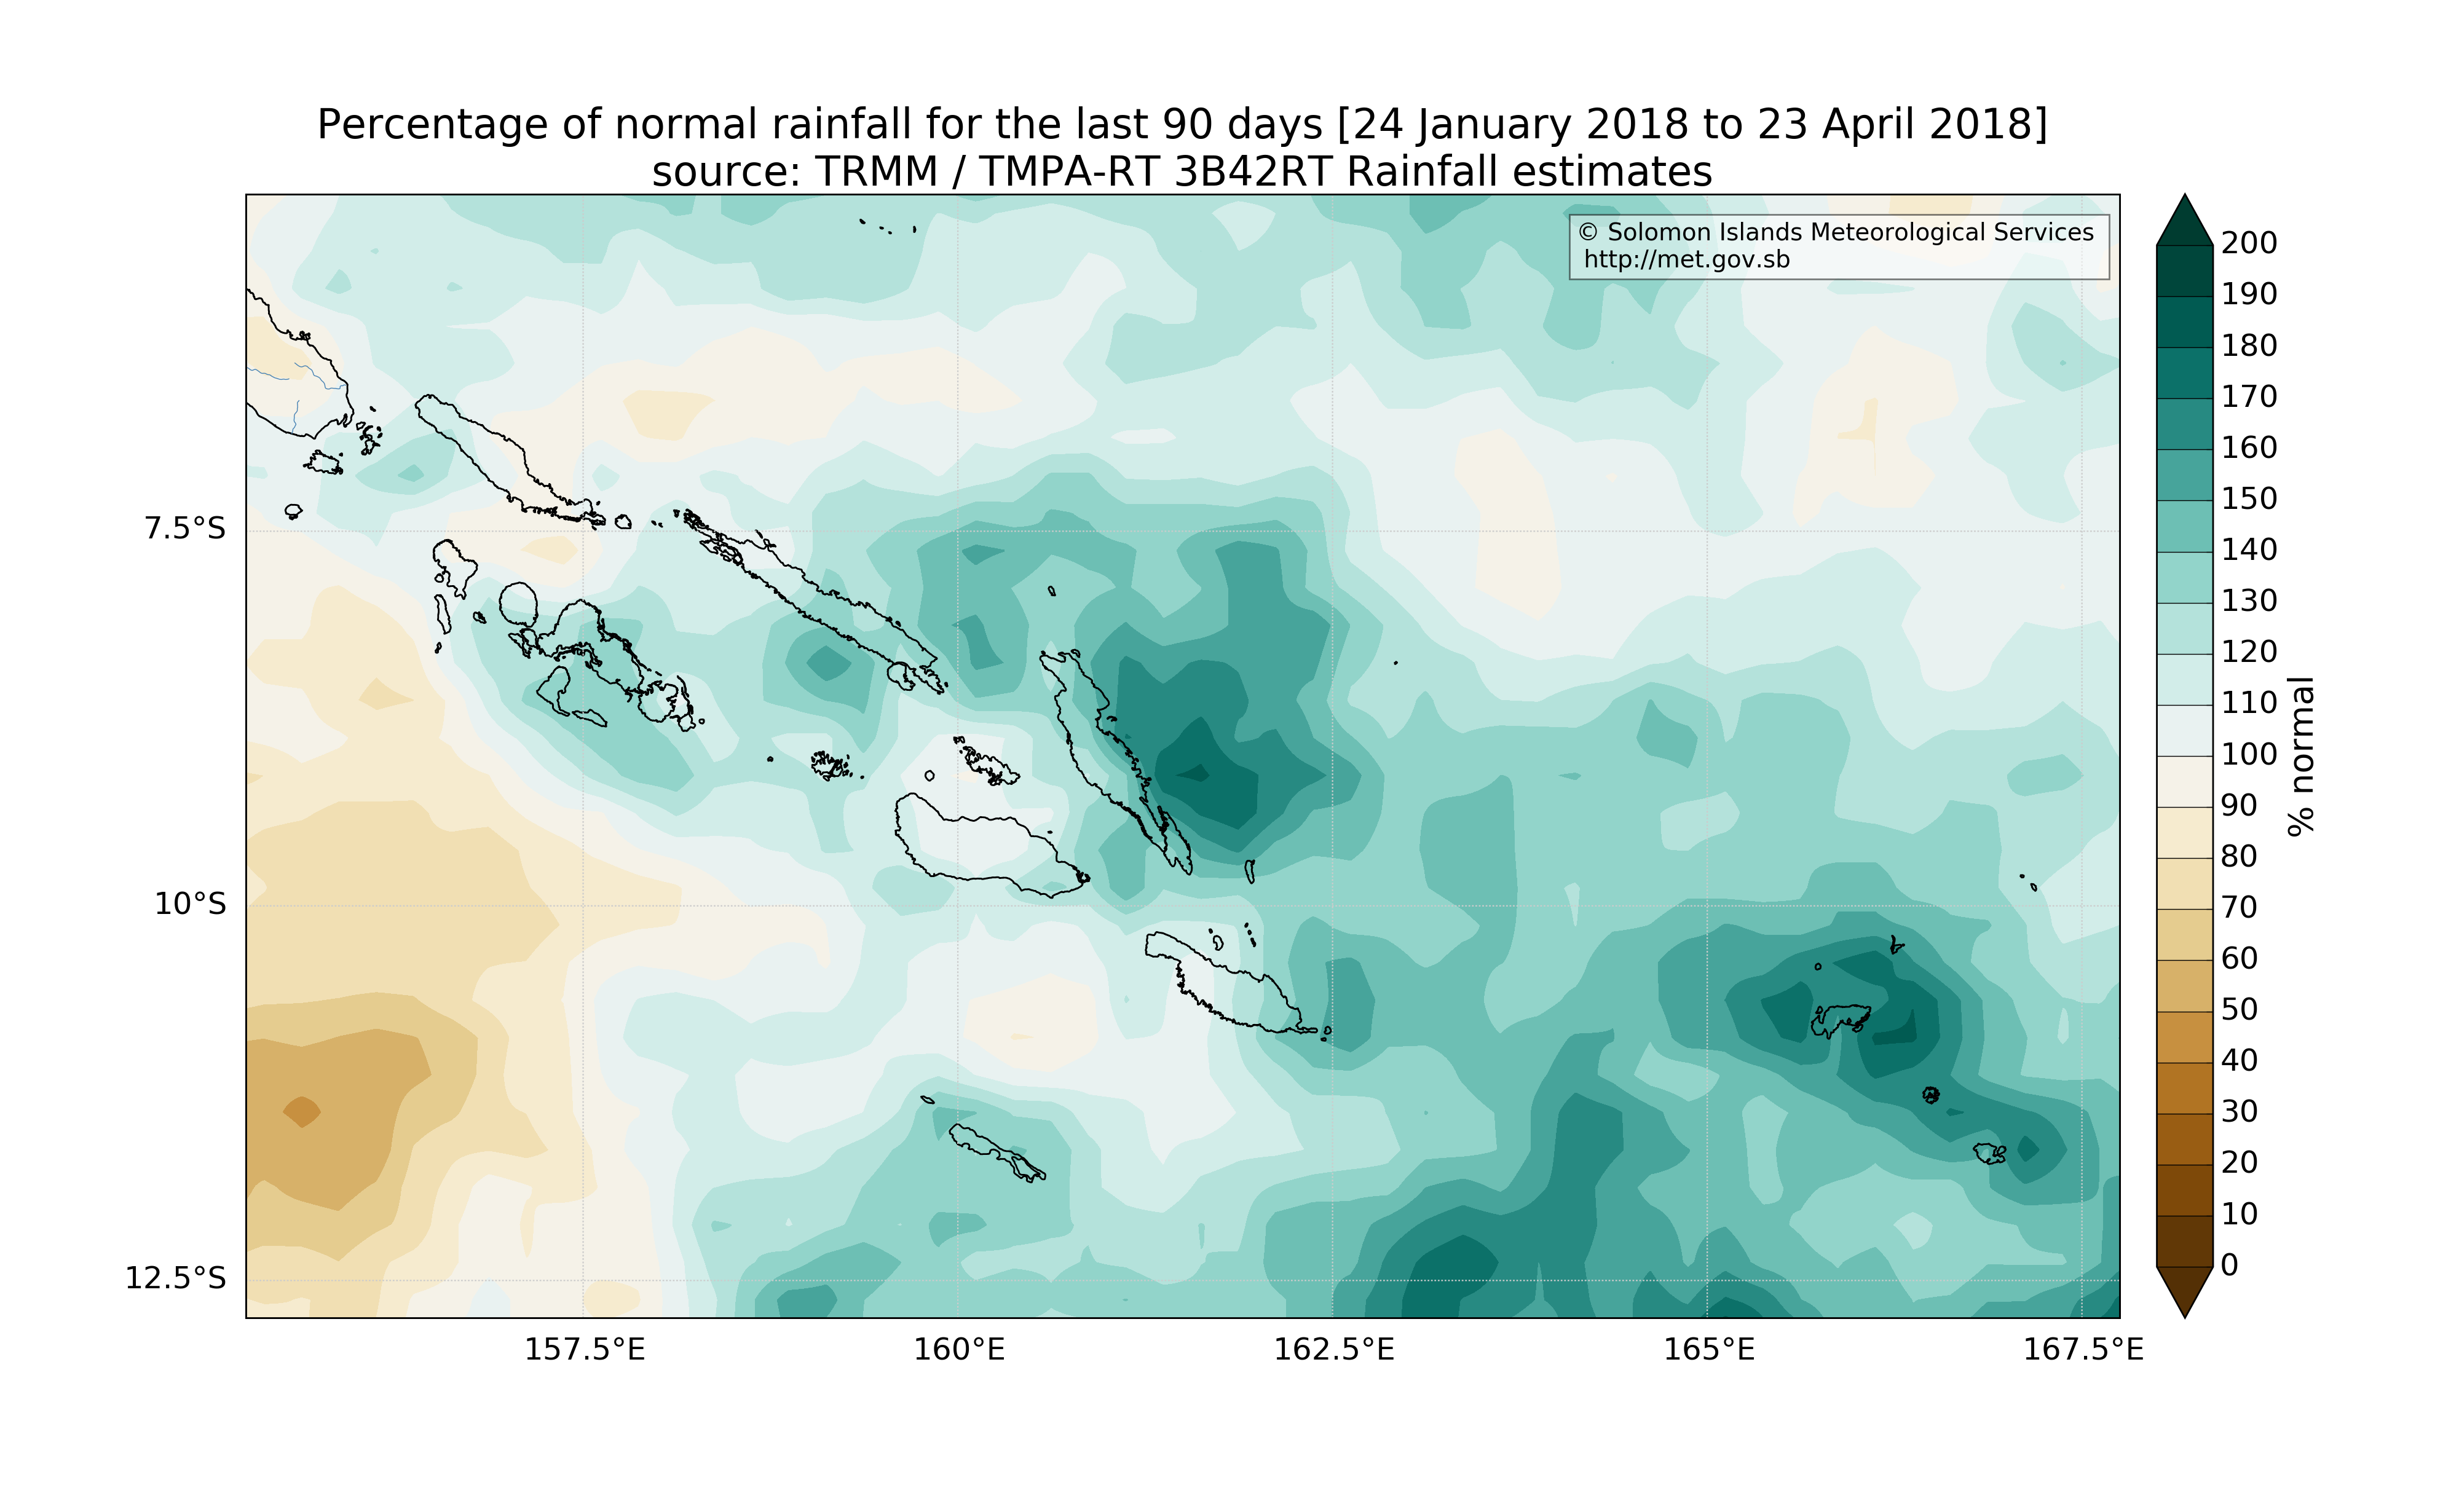 Percentage of normal rainfall for the last 90 days [24 January 2018 to 23 April 2018]
source: TRMM / TMPA-RT 3B42RT Rainfall estimates
© Solomon Islands Meteorological Services
http://met.gov.sb
7.5°S
10°S
12.5°S
157.5°E
160°E
162.5°E
165°E
167.5°E
200
190
180
170
160
150
140
130
120
110
100
90
80
70
60
50
40
30
20
10
0
% normal